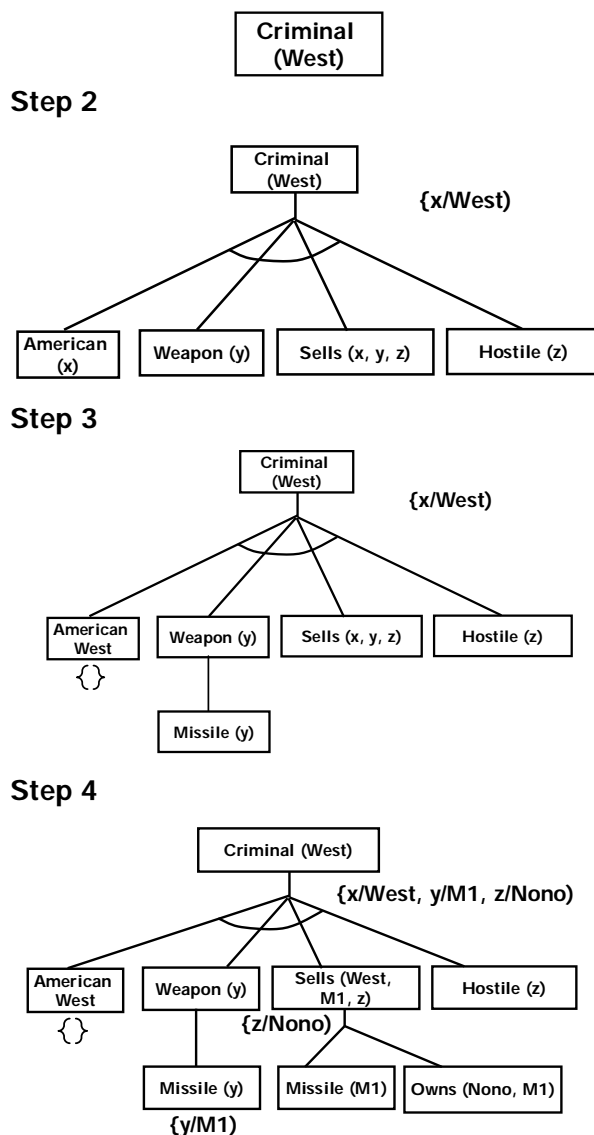 Criminal
(West)
Step 2
Criminal
(West)
{x/West)
American
(x)
Weapon (y)
Sells (x, y, z)
Hostile (z)
Step 3
Criminal
(West)
{x/West)
American
West
Weapon (y)
Sells (x, y, z)
Hostile (z)
{}
Missile (y)
Step 4
Criminal (West)
{x/West, y/M1, z/Nono)
American
West
Weapon (y)
Sells (West,
M1, z)
Hostile (z)
{}
{z/Nono)
Missile (y)
Missile (M1)
Owns (Nono, M1)
{y/M1)